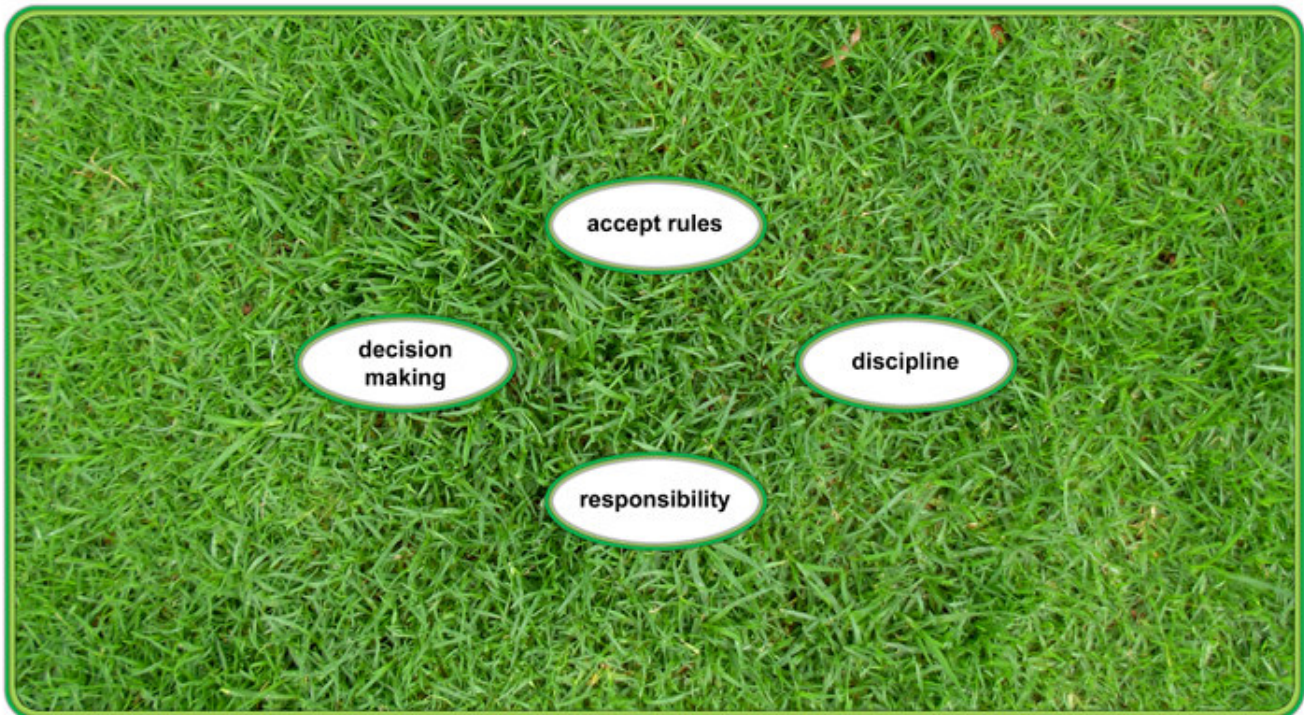 accept rules
decision
making
discipline
responsibility